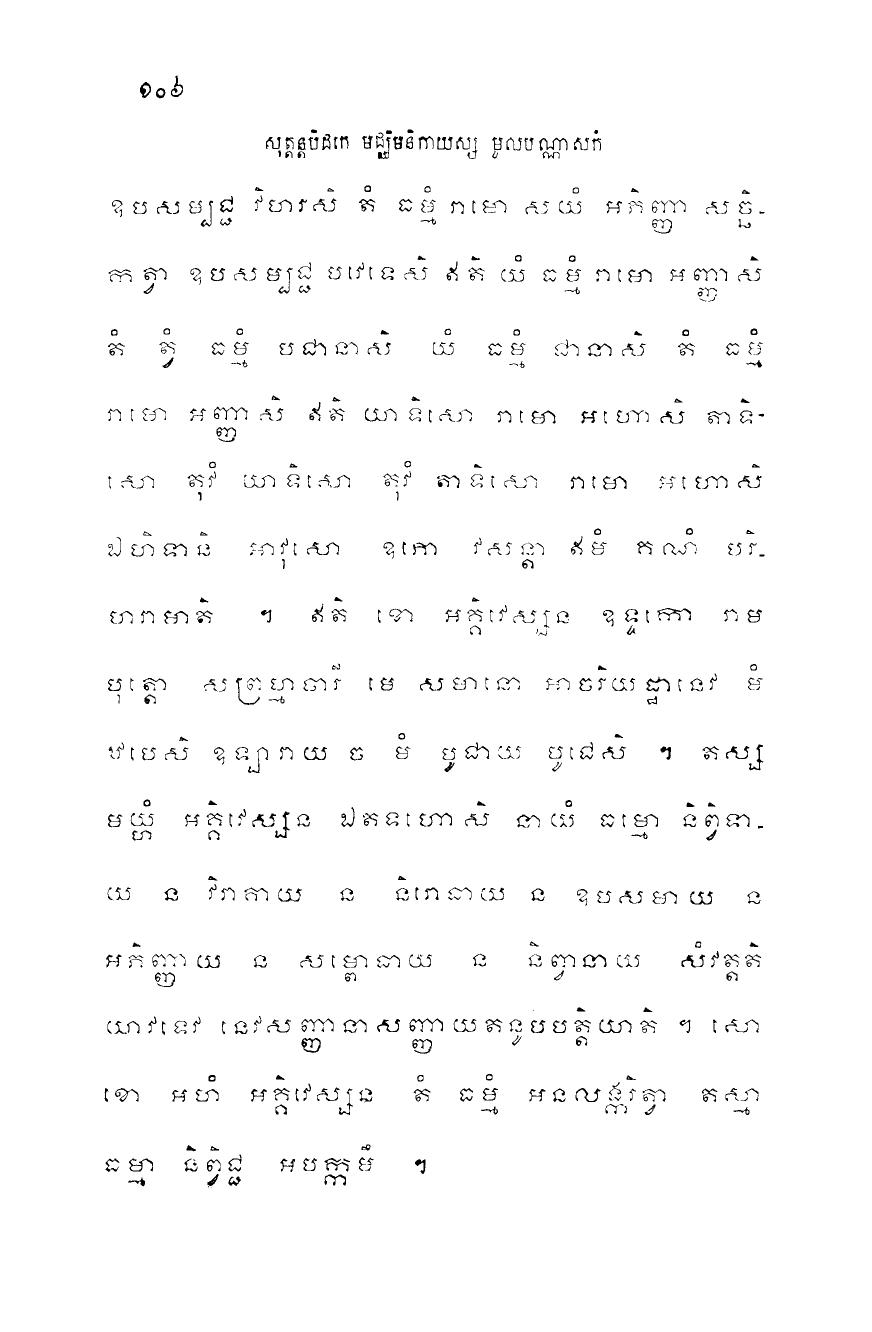 ១០៦
សុត្តន្តបិដកេ មជ្ឈិមនិកាយស្ស មូលបណ្ណាសកំ
ឧបសម្បជ្ជ វិហរសិ តំ ធម្មំ រាមោ សយំ អភិញ្ញា សច្ឆិ-
កត្វា ឧបសម្បជ្ជ បវេទេសិ ឥតិ យំ ធម្មំ រាមោ អញ្ញាសិ
តំ ត្វំ ធម្មំ បជានាសិ យំ ធម្មំ ជានាសិ តំ ធម្មំ
រាមោ អញ្ញាសិ ឥតិ យាទិសោ រាមោ អហោសិ តាទិ-
សោ តុវំ យាទិសោ តុវំ តាទិសោ រាមោ អហោសិ
ឯហិទានិ អាវុសោ ឧភោ វសន្តា ឥមំ គណំ បរិ-
ហរាមាតិ ។ ឥតិ ខោ អគ្គិវេស្សន ឧទ្ទកោ រាម
បុត្តោ សព្រហ្មចារី មេ សមានោ អាចរិយដ្ឋានេវ មំ
ឋបេសិ ឧឡារាយ ច មំ បូជាយ បូជេសិ ។ តស្ស
មយ្ហំ អគ្គិវេស្សន ឯតទហោសិ នាយំ ធម្មោ និព្វិទា-
យ ន វិរាគាយ ន និរោធាយ ន ឧបសមាយ ន
អភិញ្ញាយ ន សម្ពោធាយ ន និព្វានាយ សំវត្តតិ
យាវទេវ នេវសញ្ញានាសញ្ញាយតនូបបត្តិយាតិ ។ សោ
ខោ អហំ អគ្គិវេស្សន តំ ធម្មំ អនលង្ករិត្វា តស្មា
ធម្មា និព្វិជ្ជ អបក្កមឹ ។